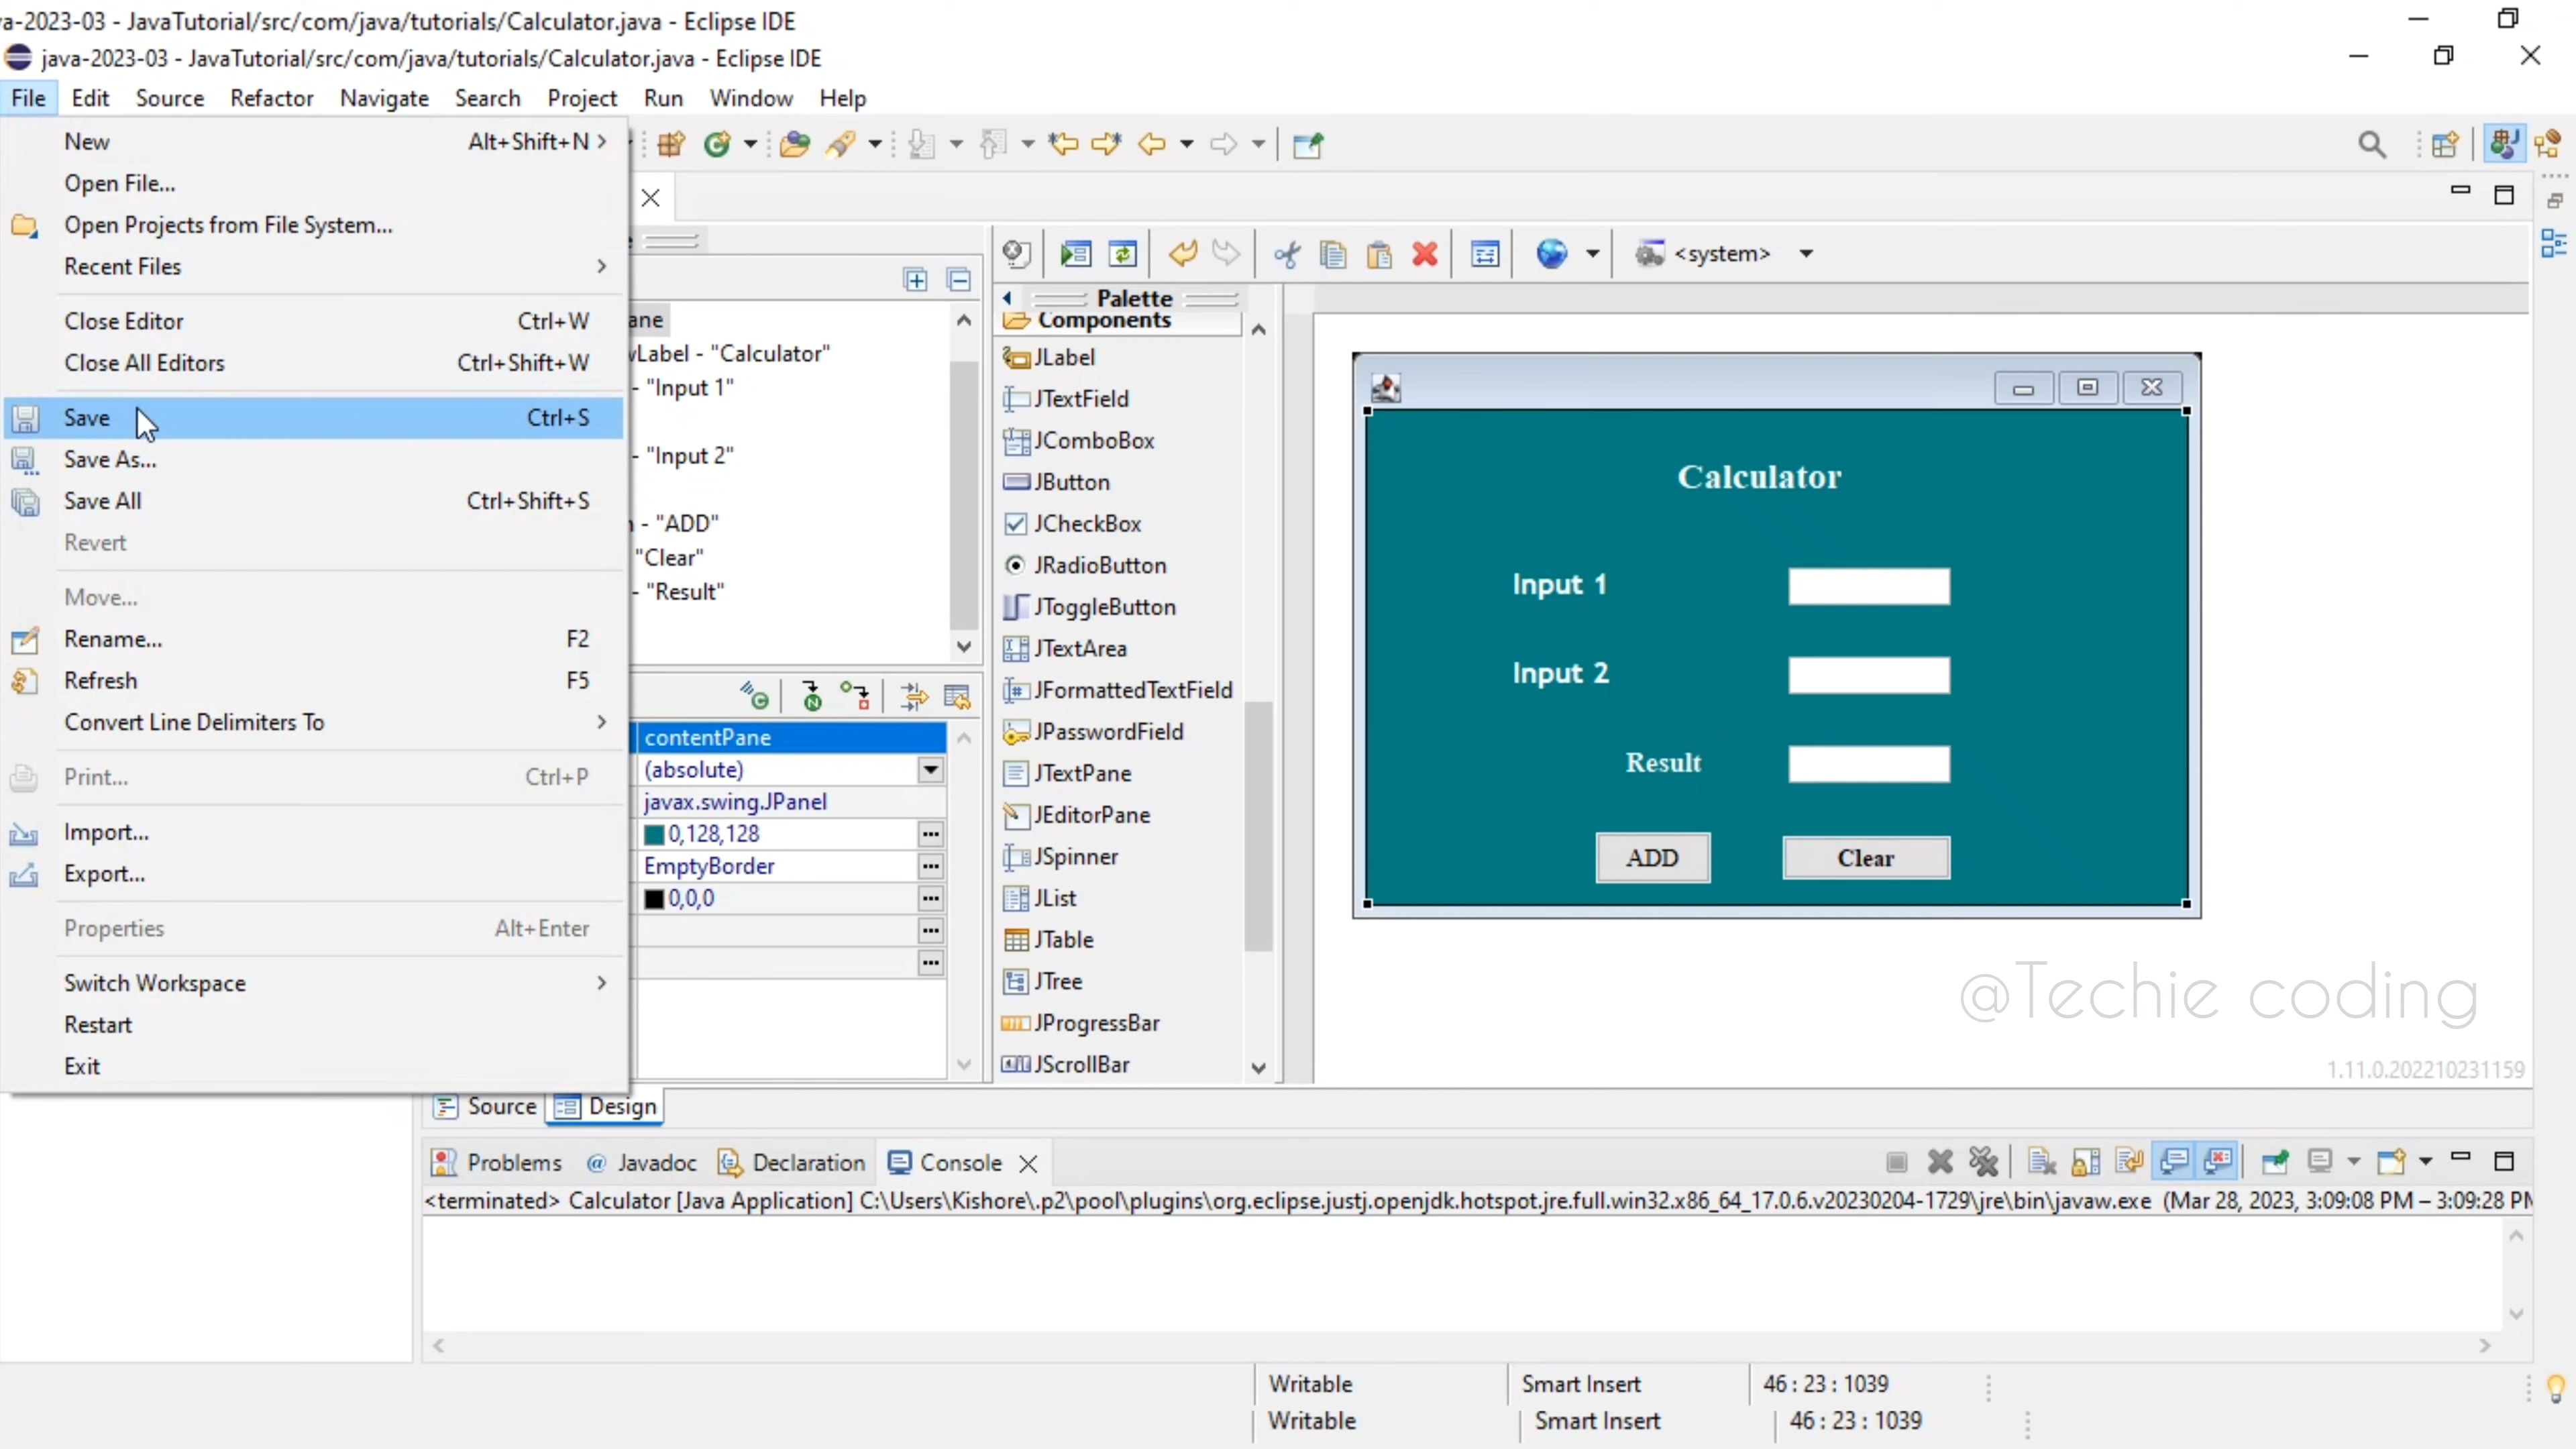 va-2023-03 - JavaTutorial/src/com/java/tutorials/Calculator.java - Eclipse IDE
java-2023-03 - JavaTutorial/src/com/java/tutorials/Calculator.java - Eclipse IDE
File Edit Source Refactor Navigate Search Project Run Window Help
New Alt+Shift+N
Open File...
Open Projects from File System...
Recent Files
Close Editor Ctrl+W
Close All Editors Ctrl+Shift+W
Save Ctrl+S
Save As...
Save All Ctrl+Shift+S
Revert
Move...
Rename... F2
Refresh F5
Convert Line Delimiters To
Print... Ctrl+P
Import...
Export...
Properties Alt+Enter
Switch Workspace
Restart
Exit
ane
vLabel - "Calculator"
- "Input 1"
- "Input 2"
n - "ADD"
"Clear"
- "Result"
contentPane
(absolute)
javax.swing.JPanel
0,128,128
EmptyBorder
0,0,0
<system>
Palette
Components
JLabel
JTextField
JComboBox
JButton
JCheckBox
JRadioButton
JToggleButton
JTextArea
JFormattedTextField
JPasswordField
JTextPane
JEditorPane
JSpinner
JList
JTable
JTree
JProgressBar
JScrollBar
Calculator
Input 1
Input 2
Result
ADD Clear
@Techie coding
1.11.0.202210231159
Source Design
Problems Javadoc Declaration Console
<terminated> Calculator [Java Application] C:\Users\Kishore\.p2\pool\plugins\org.eclipse.justj.openjdk.hotspot.jre.full.win32.x86_64_17.0.6.v20230204-1729\jre\bin\javaw.exe (Mar 28, 2023, 3:09:08 PM – 3:09:28 PM
Writable Smart Insert 46 : 23 : 1039
Writable Smart Insert 46 : 23 : 1039